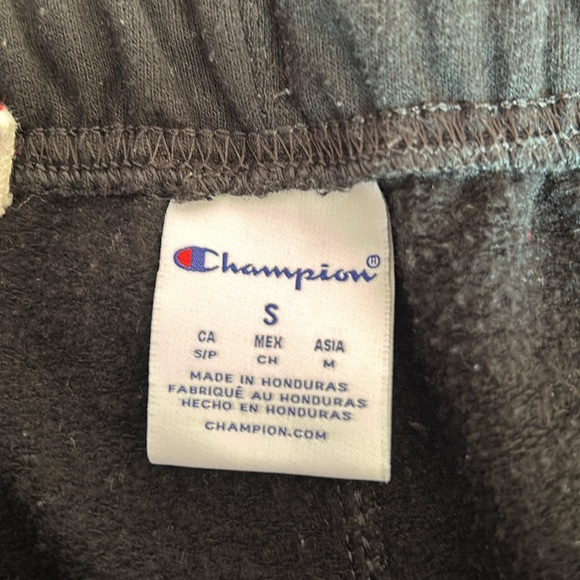 Champion®
S
CA MEX ASIA
S/P CH M
MADE IN HONDURAS
FABRIQUÉ AU HONDURAS
HECHO EN HONDURAS
CHAMPION.COM